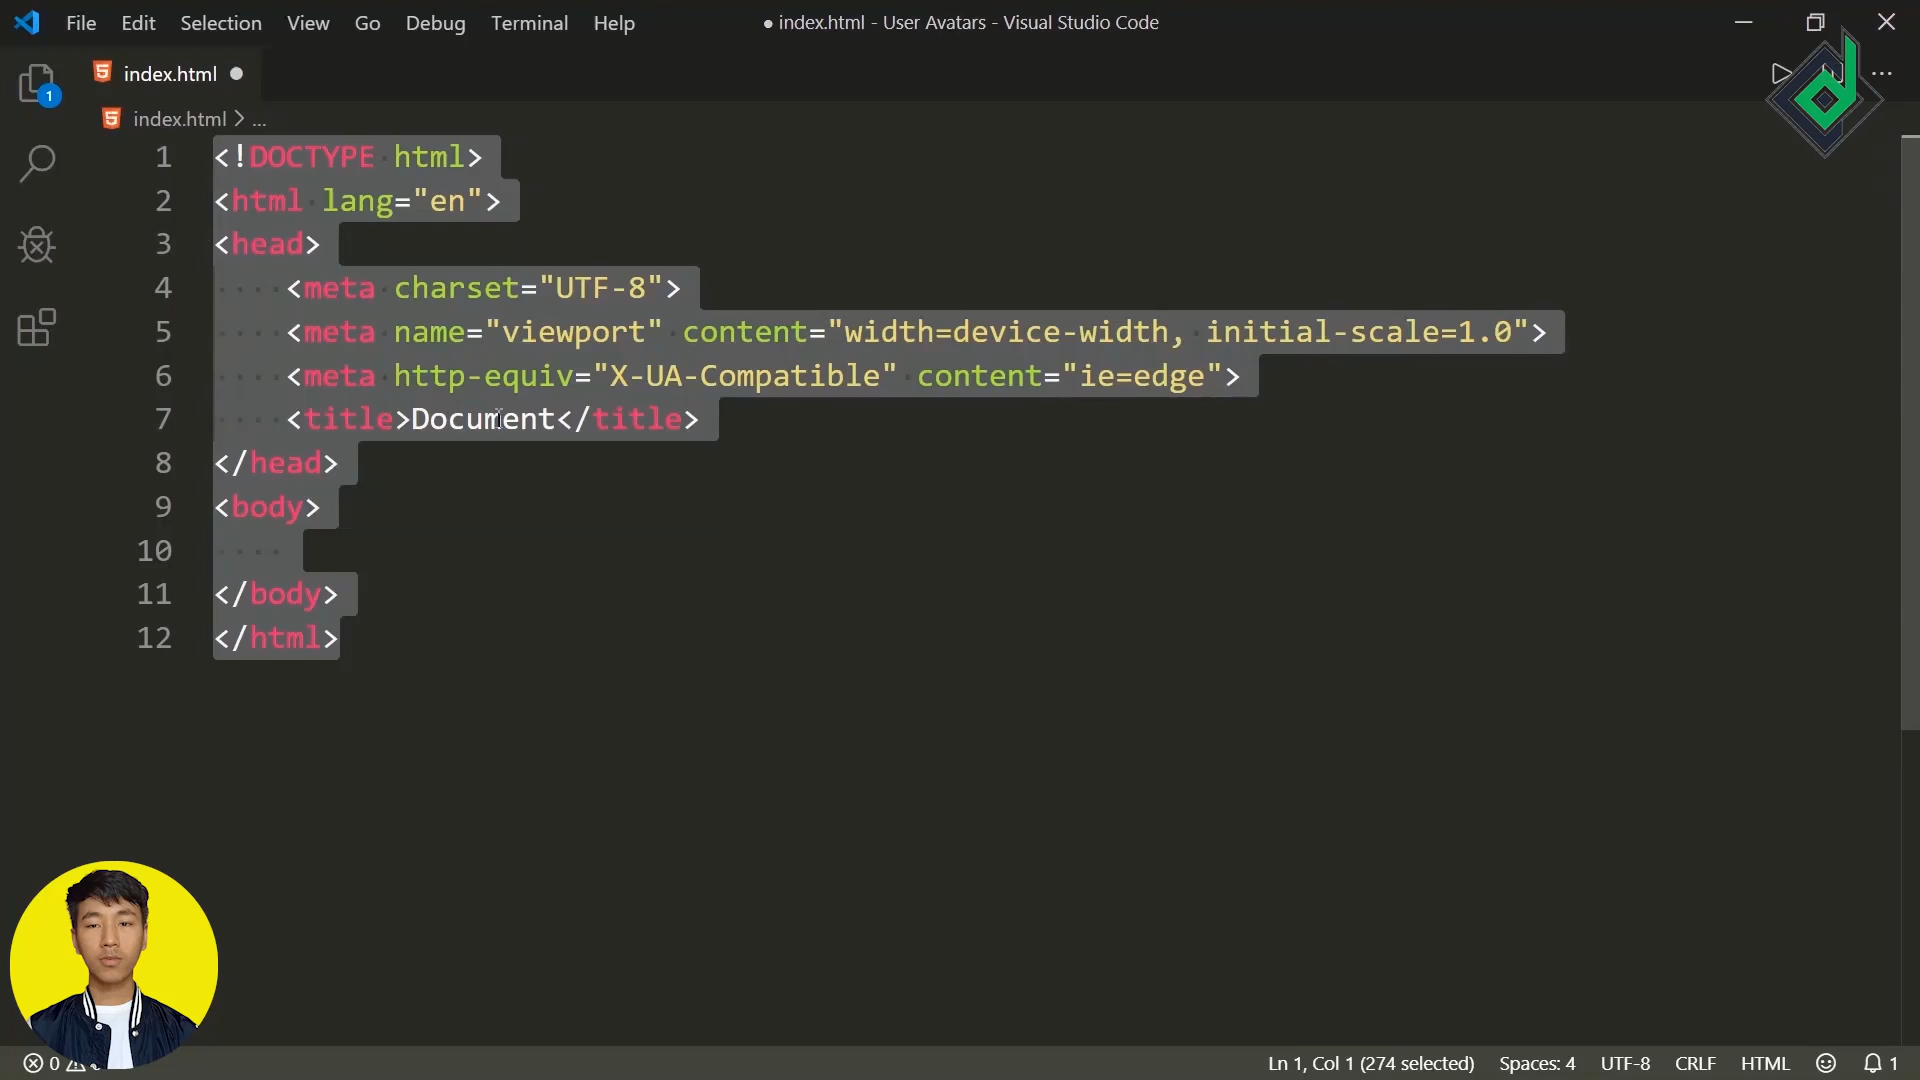 File Edit Selection View Go Debug Terminal Help ● index.html - User Avatars - Visual Studio Code
index.html ●
1
index.html > ...
1 <!DOCTYPE html>
2 <html lang="en">
3 <head>
4 <meta charset="UTF-8">
5 <meta name="viewport" content="width=device-width, initial-scale=1.0">
6 <meta http-equiv="X-UA-Compatible" content="ie=edge">
7 <title>Document</title>
8 </head>
9 <body>
10
11 </body>
12 </html>
0 Ln 1, Col 1 (274 selected) Spaces: 4 UTF-8 CRLF HTML 1